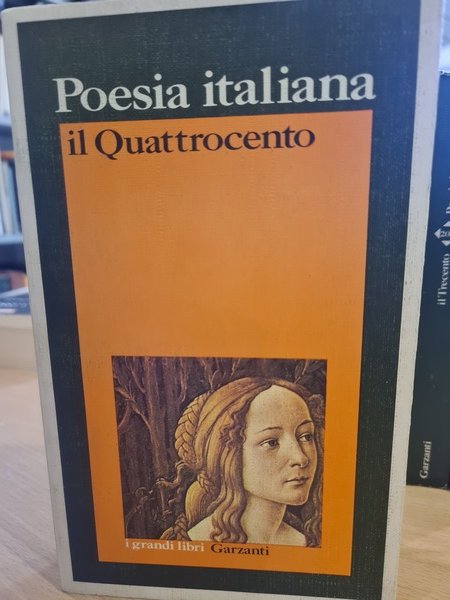 Poesia italiana
il Quattrocento
i grandi libri Garzanti
il Trecento
Garzanti